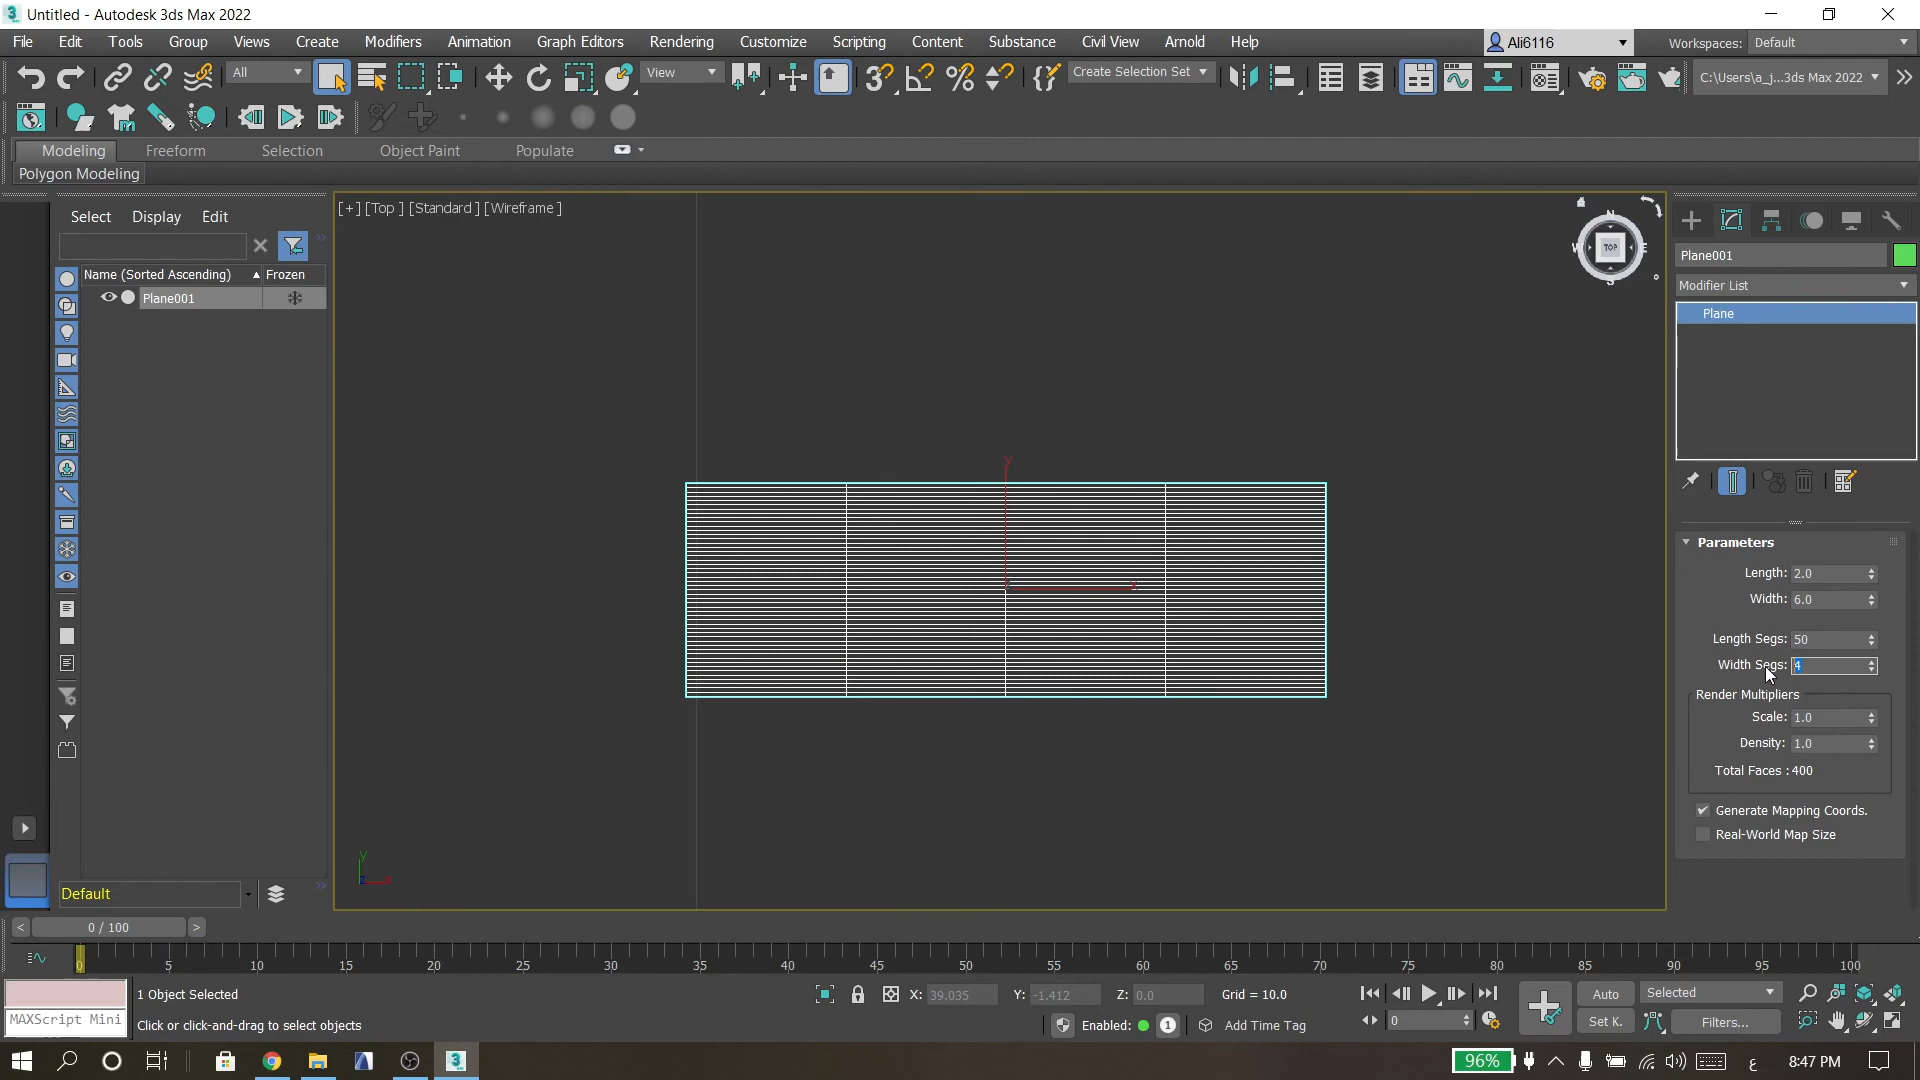 Untitled - Autodesk 3ds Max 2022
File Edit Tools Group Views Create Modifiers Animation Graph Editors Rendering Customize Scripting Content Substance Civil View Arnold Help
Ali6116
Workspaces: Default
All
View
Create Selection Set
C:\Users\a_j...3ds Max 2022
Modeling Freeform Selection Object Paint Populate
Polygon Modeling
Select Display Edit
[+] [Top ] [Standard ] [Wireframe ]
N
W
TOP
E
S
Name (Sorted Ascending) Frozen
Plane001
Plane001
Modifier List
Plane
y
x
Parameters
Length: 2.0
Width: 6.0
Length Segs: 50
Width Segs: 4
Render Multipliers
Scale: 1.0
Density: 1.0
Total Faces : 400
Generate Mapping Coords.
Real-World Map Size
y
z
Default
< 0 / 100 >
0 5 10 15 20 25 30 35 40 45 50 55 60 65 70 75 80 85 90 95 100
1 Object Selected
X: 39.035 Y: -1.412 Z: 0.0 Grid = 10.0
Auto Selected
MAXScript Mini
Click or click-and-drag to select objects
Enabled: 1 Add Time Tag
0
Set K. Filters...
3
96%
ع
8:47 PM